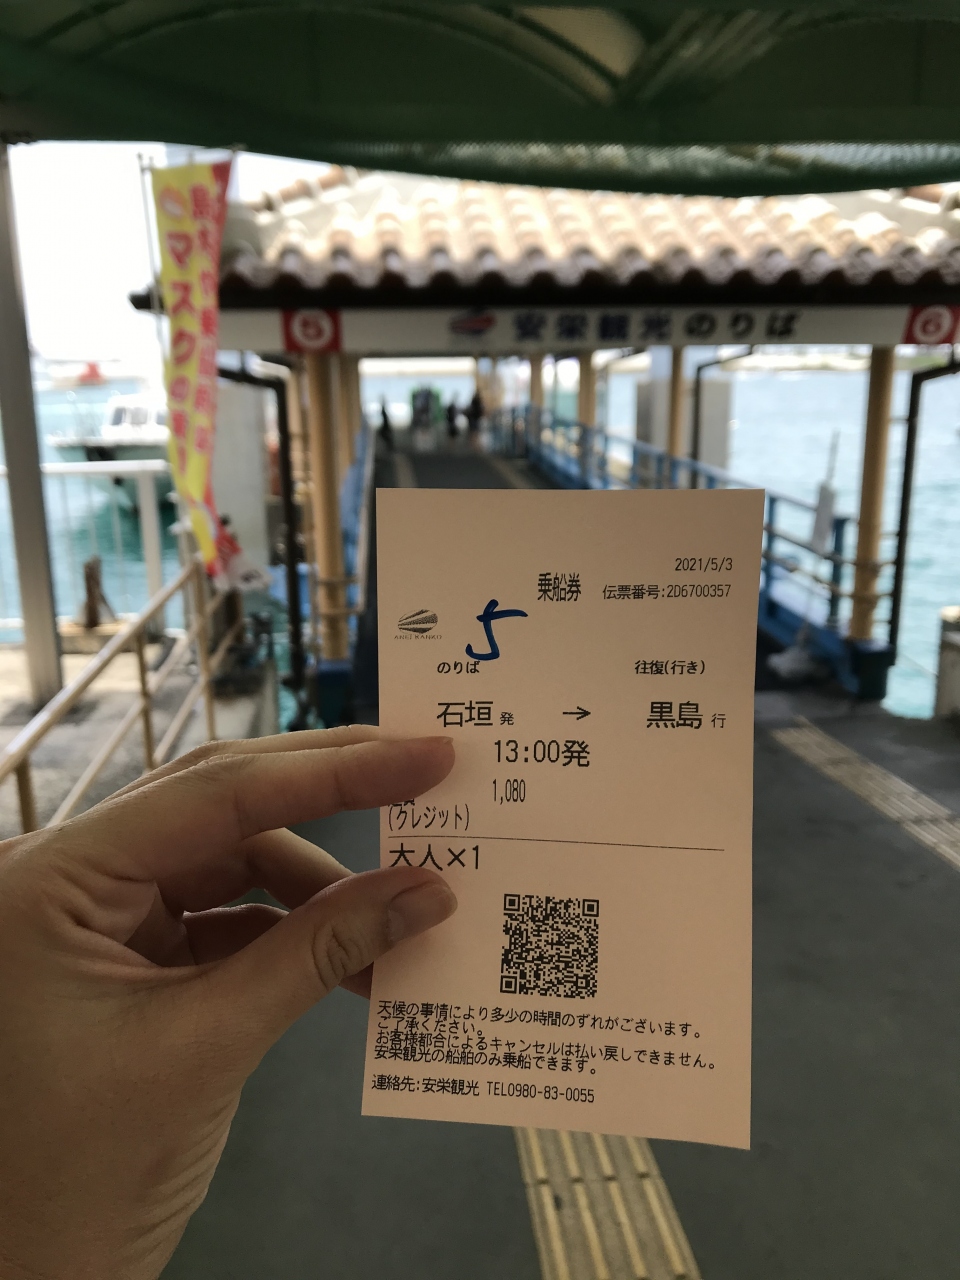 マスク
5
安栄観光のりば
6
2021/5/3
乗船券
伝票番号:2D6700357
ANEI KANKO
5
のりば
往復(行き)
石垣発 → 黒島行
13:00発
1,080
(クレジット)
大人×1
天候の事情により多少の時間のずれがございます。
ご了承ください。
お客様都合によるキャンセルは払い戻しできません。
安栄観光の船舶のみ乗船できます。
連絡先:安栄観光 TEL0980-83-0055